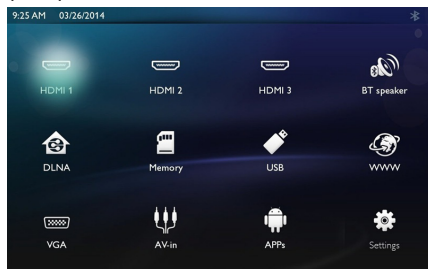 9:25 AM 03/26/2014
HDMI 1 HDMI 2 HDMI 3 BT speaker
DLNA Memory USB WWW
VGA AV-in APPs Settings